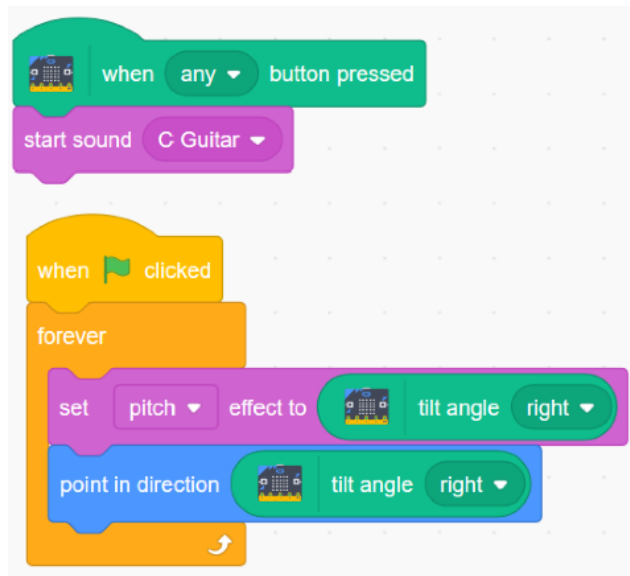 when any button pressed
start sound C Guitar
when clicked
forever
set pitch effect to tilt angle right
point in direction tilt angle right